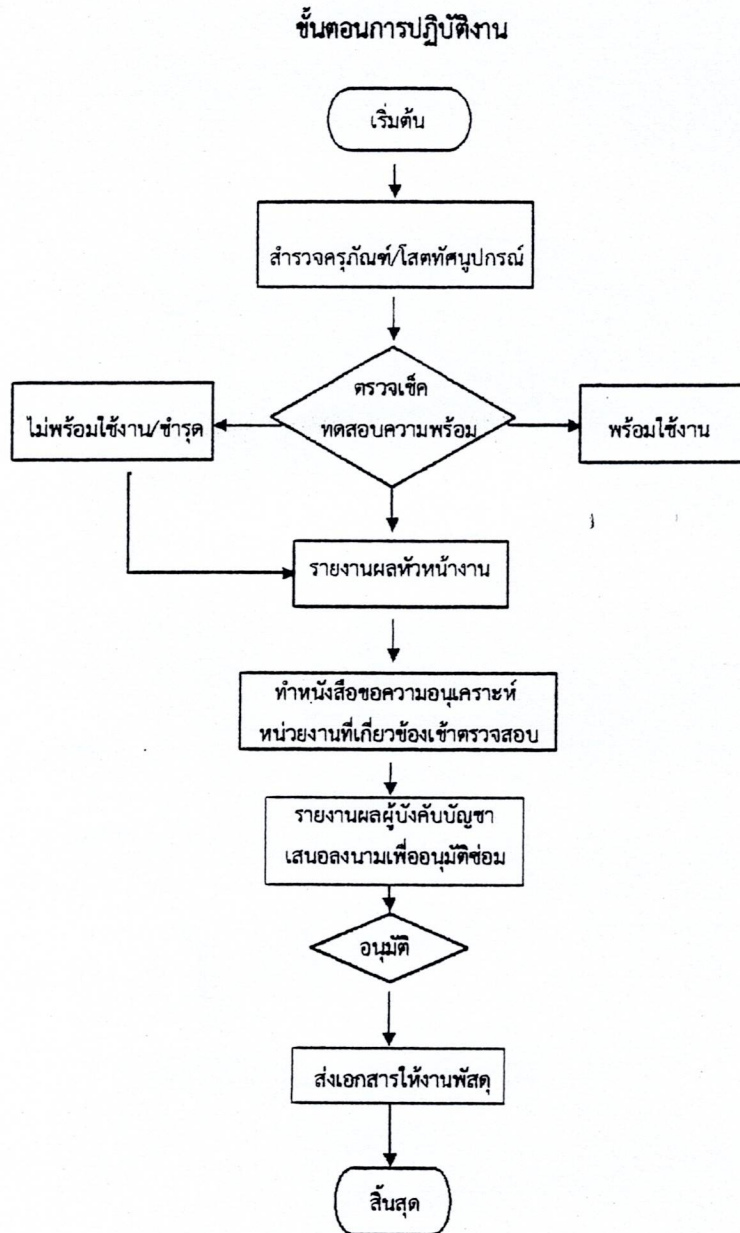 ขั้นตอนการปฏิบัติงาน
เริ่มต้น
สำรวจครุภัณฑ์/โสตทัศนูปกรณ์
ตรวจเช็ค
ทดสอบความพร้อม
ไม่พร้อมใช้งาน/ชำรุด
พร้อมใช้งาน
รายงานผลหัวหน้างาน
ทำหนังสือขอความอนุเคราะห์
หน่วยงานที่เกี่ยวข้องเข้าตรวจสอบ
รายงานผลผู้บังคับบัญชา
เสนอลงนามเพื่ออนุมัติซ่อม
อนุมัติ
ส่งเอกสารให้งานพัสดุ
สิ้นสุด